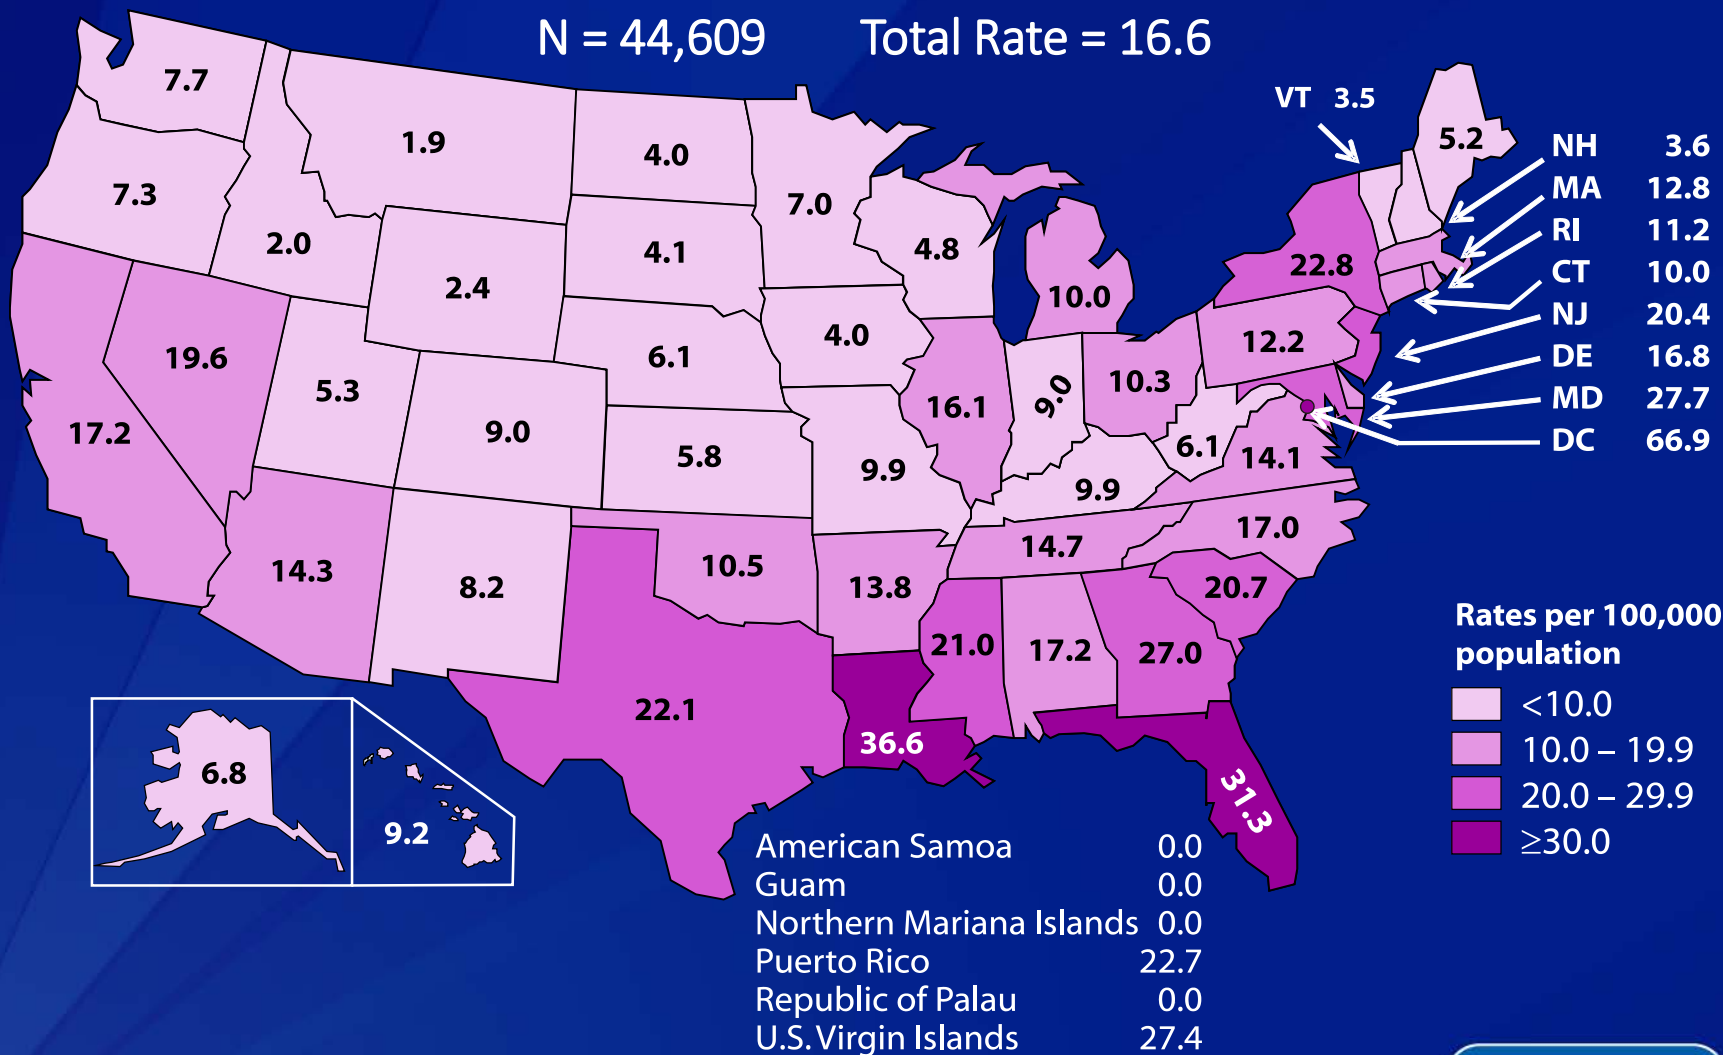 N = 44,609 Total Rate = 16.6
VT 3.5
7.7
1.9
4.0
7.0
5.2
NH 3.6
MA 12.8
RI 11.2
CT 10.0
NJ 20.4
DE 16.8
MD 27.7
DC 66.9
7.3
2.0
2.4
4.1
4.8
10.0
22.8
19.6
5.3
9.0
6.1
4.0
16.1
9.0
10.3
12.2
17.2
5.8
9.9
9.9
6.1
14.1
14.3
8.2
10.5
13.8
14.7
17.0
20.7
22.1
36.6
21.0
17.2
27.0
31.3
6.8
9.2
Rates per 100,000
population
<10.0
10.0 – 19.9
20.0 – 29.9
≥30.0
American Samoa 0.0
Guam 0.0
Northern Mariana Islands 0.0
Puerto Rico 22.7
Republic of Palau 0.0
U.S. Virgin Islands 27.4